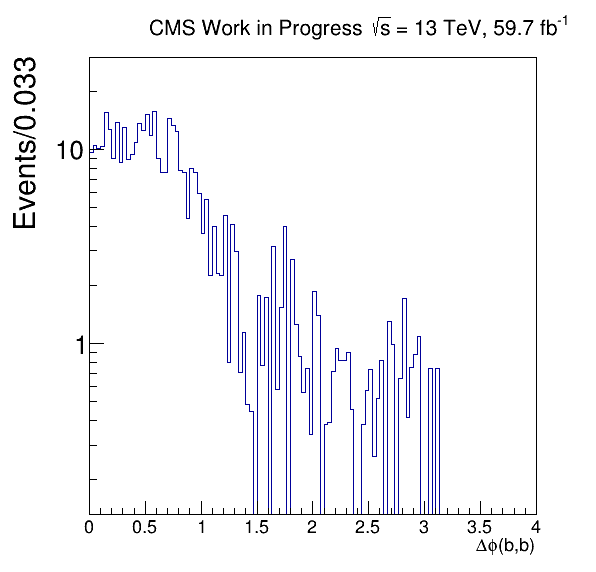 CMS Work in Progress √s = 13 TeV, 59.7 fb⁻¹
Events/0.033
10
1
0 0.5 1 1.5 2 2.5 3 3.5 4
Δϕ(b,b)